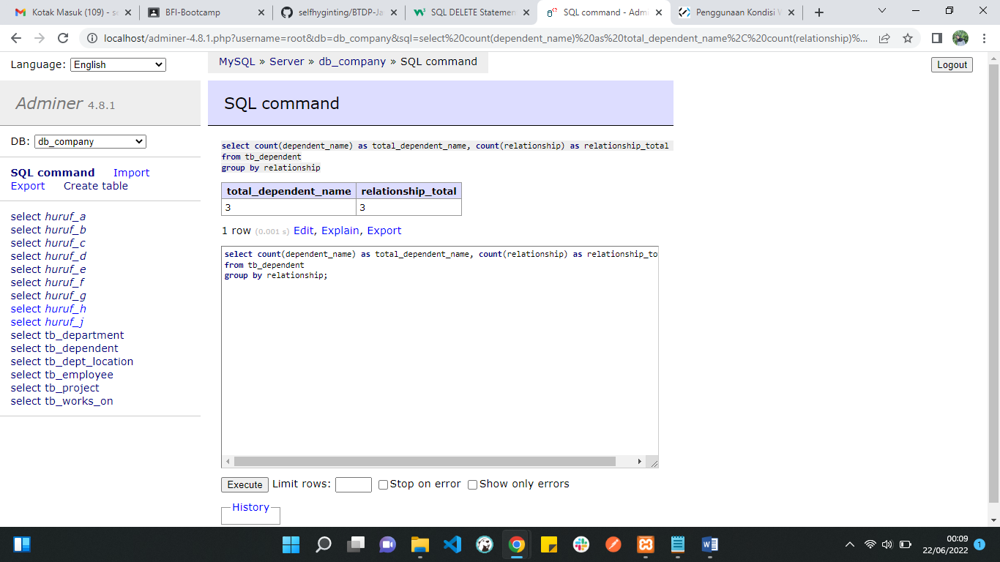 Kotak Masuk (109) - se
BFI-Bootcamp
selfhyginting/BTDP-Ja
SQL DELETE Statemen
SQL command - Admi
Penggunaan Kondisi W
localhost/adminer-4.8.1.php?username=root&db=db_company&sql=select%20count(dependent_name)%20as%20total_dependent_name%2C%20count(relationship)%...
Language: English
MySQL » Server » db_company » SQL command
Logout
Adminer 4.8.1
SQL command
DB: db_company
SQL command Import
Export Create table
select huruf_a
select huruf_b
select huruf_c
select huruf_d
select huruf_e
select huruf_f
select huruf_g
select huruf_h
select huruf_j
select tb_department
select tb_dependent
select tb_dept_location
select tb_employee
select tb_project
select tb_works_on
select count(dependent_name) as total_dependent_name, count(relationship) as relationship_total
from tb_dependent
group by relationship
total_dependent_name relationship_total
3 3
1 row (0.001 s) Edit, Explain, Export
select count(dependent_name) as total_dependent_name, count(relationship) as relationship_to
from tb_dependent
group by relationship;
Execute Limit rows: Stop on error Show only errors
History
00:09
22/06/2022
1